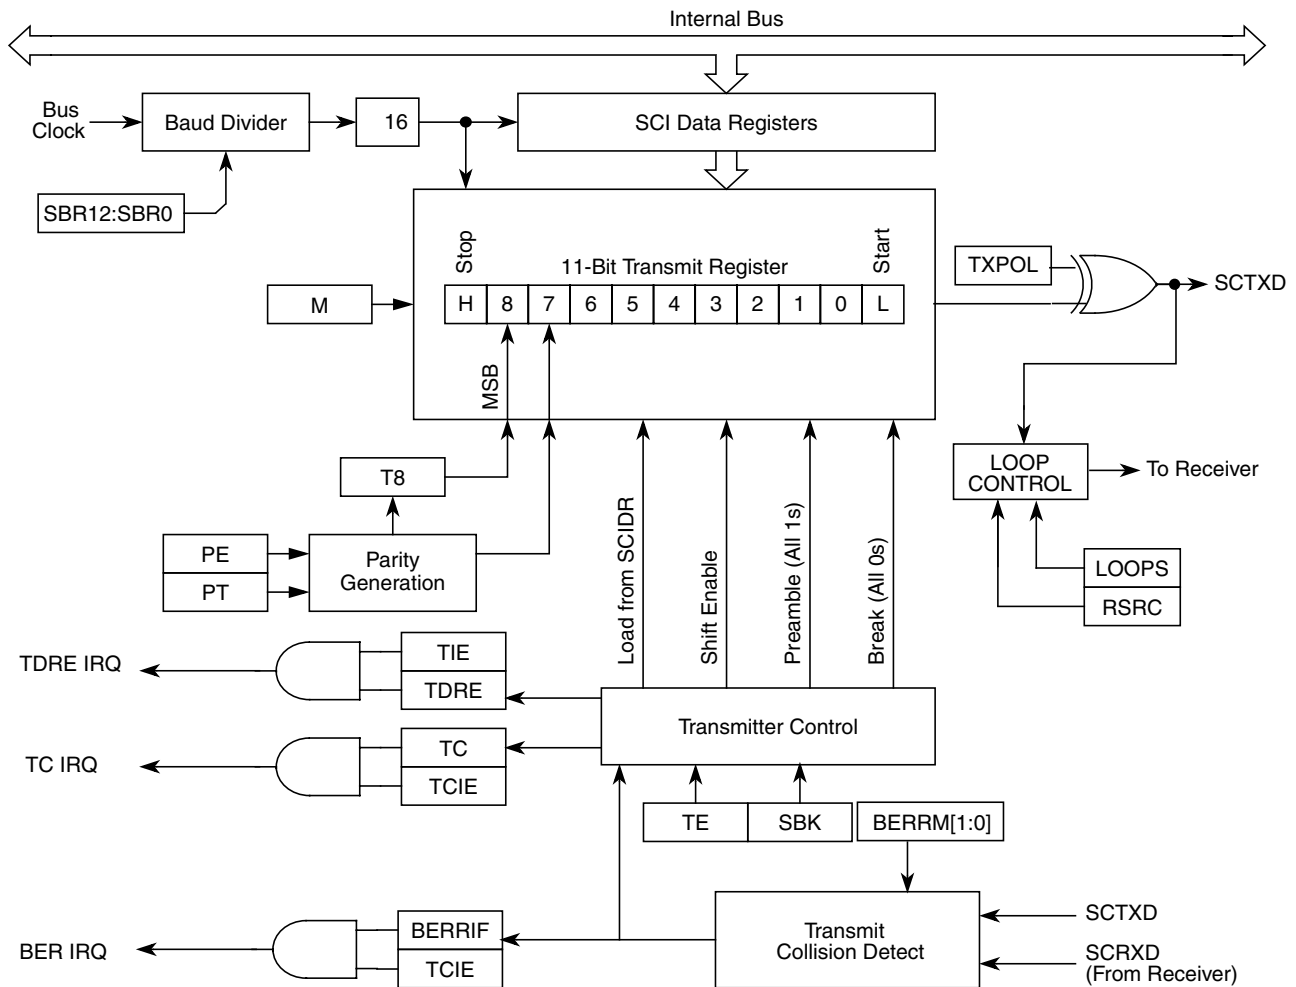 Internal Bus
Bus
Clock
Baud Divider
16
SCI Data Registers
SBR12:SBR0
Stop
11-Bit Transmit Register
Start
H 8 7 6 5 4 3 2 1 0 L
M
MSB
TXPOL
SCTXD
T8
LOOP
CONTROL
To Receiver
PE
PT
Parity
Generation
Load from SCIDR
Shift Enable
Preamble (All 1s)
Break (All 0s)
LOOPS
RSRC
TDRE IRQ
TIE
TDRE
Transmitter Control
TC IRQ
TC
TCIE
TE
SBK
BERRM[1:0]
BER IRQ
BERRIF
TCIE
Transmit
Collision Detect
SCTXD
SCRXD
(From Receiver)